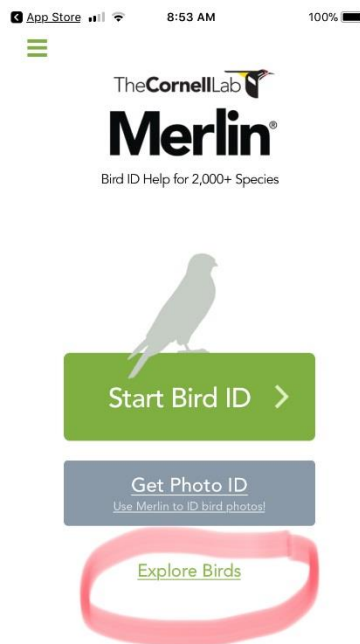 App Store 8:53 AM 100%
TheCornellLab
Merlin®
Bird ID Help for 2,000+ Species
Start Bird ID
Get Photo ID
Use Merlin to ID bird photos!
Explore Birds